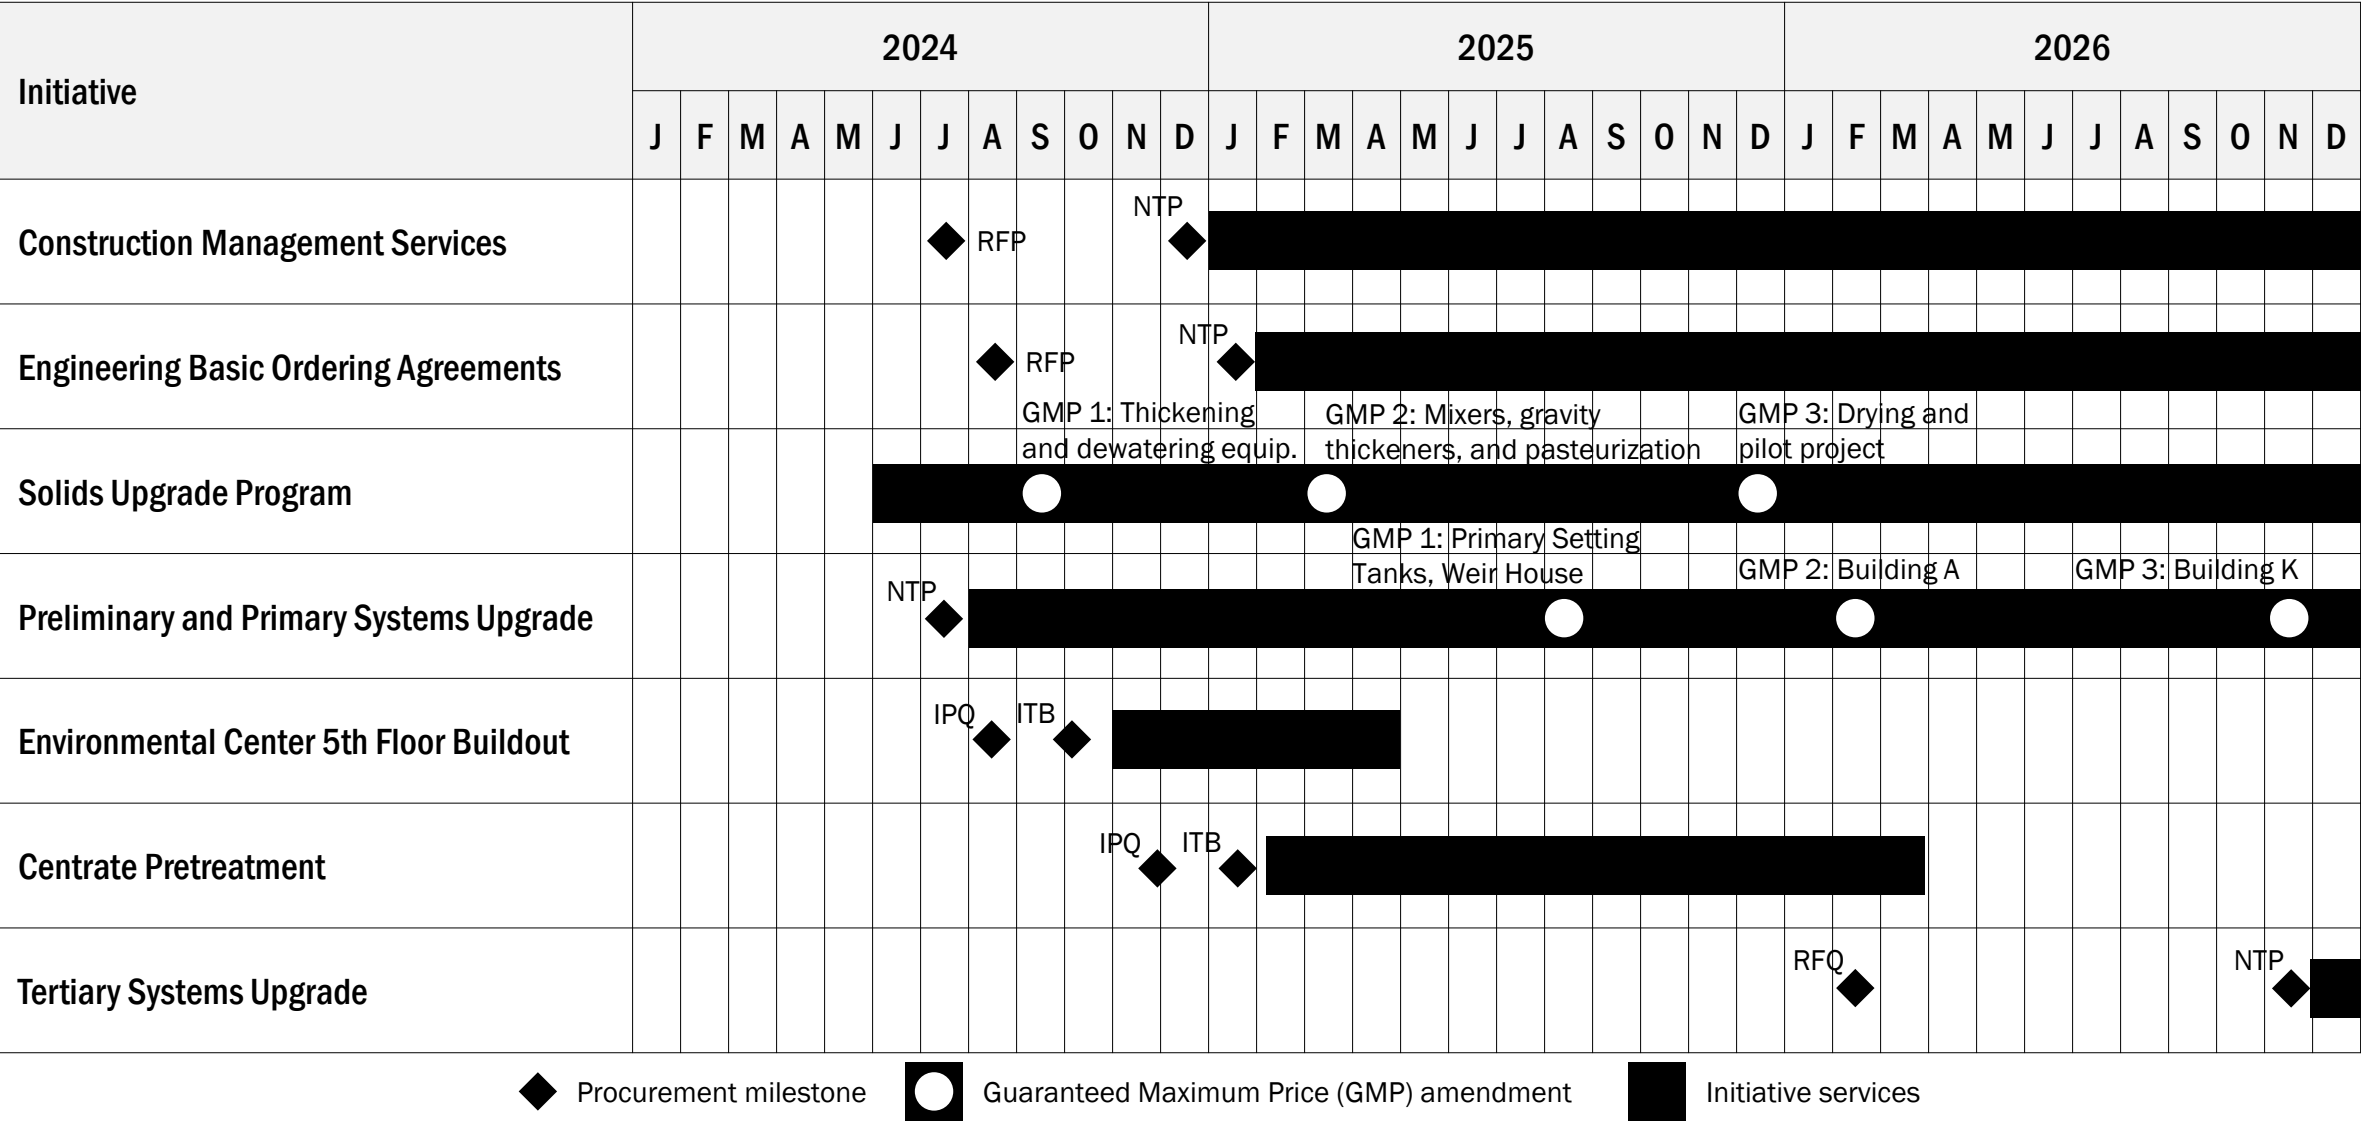 Initiative
2024
2025
2026
J F M A M J J A S O N D J F M A M J J A S O N D J F M A M J J A S O N D
Construction Management Services
RFP
NTP
Engineering Basic Ordering Agreements
RFP
NTP
Solids Upgrade Program
GMP 1: Thickening
and dewatering equip.
GMP 2: Mixers, gravity
thickeners, and pasteurization
GMP 3: Drying and
pilot project
Preliminary and Primary Systems Upgrade
NTP
GMP 1: Primary Setting
Tanks, Weir House
GMP 2: Building A
GMP 3: Building K
Environmental Center 5th Floor Buildout
IPQ
ITB
Centrate Pretreatment
IPQ
ITB
Tertiary Systems Upgrade
RFQ
NTP
Procurement milestone
Guaranteed Maximum Price (GMP) amendment
Initiative services